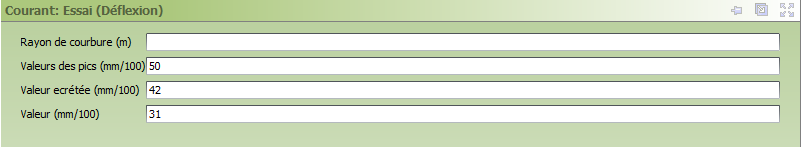 Courant: Essai (Déflexion)
Rayon de courbure (m)
Valeurs des pics (mm/100) 50
Valeur ecrétée (mm/100) 42
Valeur (mm/100) 31